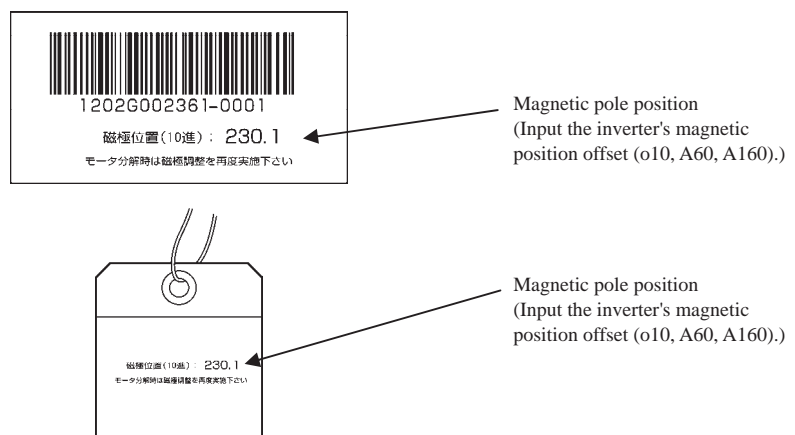 1202G002361-0001
磁極位置(10進): 230.1
モータ分解時は磁極調整を再度実施下さい
Magnetic pole position
(Input the inverter's magnetic
position offset (o10, A60, A160).)
磁極位置(10進): 230.1
モータ分解時は磁極調整を再度実施下さい
Magnetic pole position
(Input the inverter's magnetic
position offset (o10, A60, A160).)